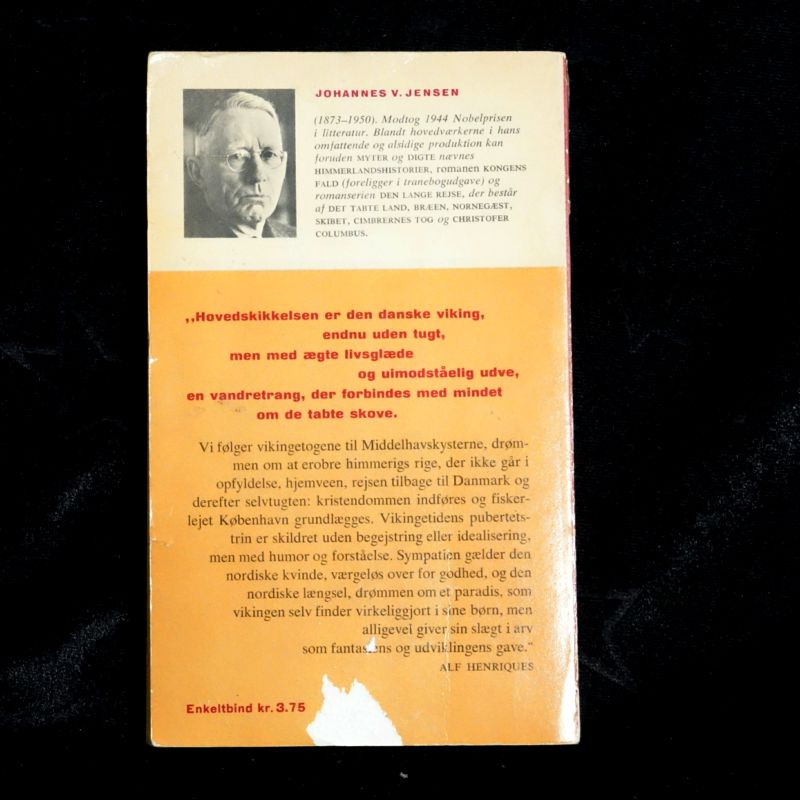 JOHANNES V. JENSEN
(1873–1950). Modtog 1944 Nobelprisen
i litteratur. Blandt hovedværkerne i hans
omfattende og alsidige produktion kan
foruden MYTER og DIGTE nævnes
HIMMERLANDSHISTORIER, romanen KONGENS
FALD (foreligger i tranebogudgave) og
romanserien DEN LANGE REJSE, der består
af DET TABTE LAND, BRÆEN, NORNEGÆST,
SKIBET, CIMBRERNES TOG og CHRISTOFER
COLUMBUS.
,,Hovedskikkelsen er den danske viking,
endnu uden tugt,
men med ægte livsglæde
og uimodståelig udve,
en vandretrang, der forbindes med mindet
om de tabte skove.
Vi følger vikingetogene til Middelhavskysterne, drøm-
men om at erobre himmerigs rige, der ikke går i
opfyldelse, hjemveen, rejsen tilbage til Danmark og
derefter selvtugten: kristendommen indføres og fisker-
lejet København grundlægges. Vikingetidens pubertets-
trin er skildret uden begejstring eller idealisering,
men med humor og forståelse. Sympatien gælder den
nordiske kvinde, værgeløs over for godhed, og den
nordiske længsel, drømmen om et paradis, som
vikingen selv finder virkeliggjort i sine børn, men
alligevel giver sin slægt i arv
som fantasiens og udviklingens gave."
ALF HENRIQUES
Enkeltbind kr. 3.75